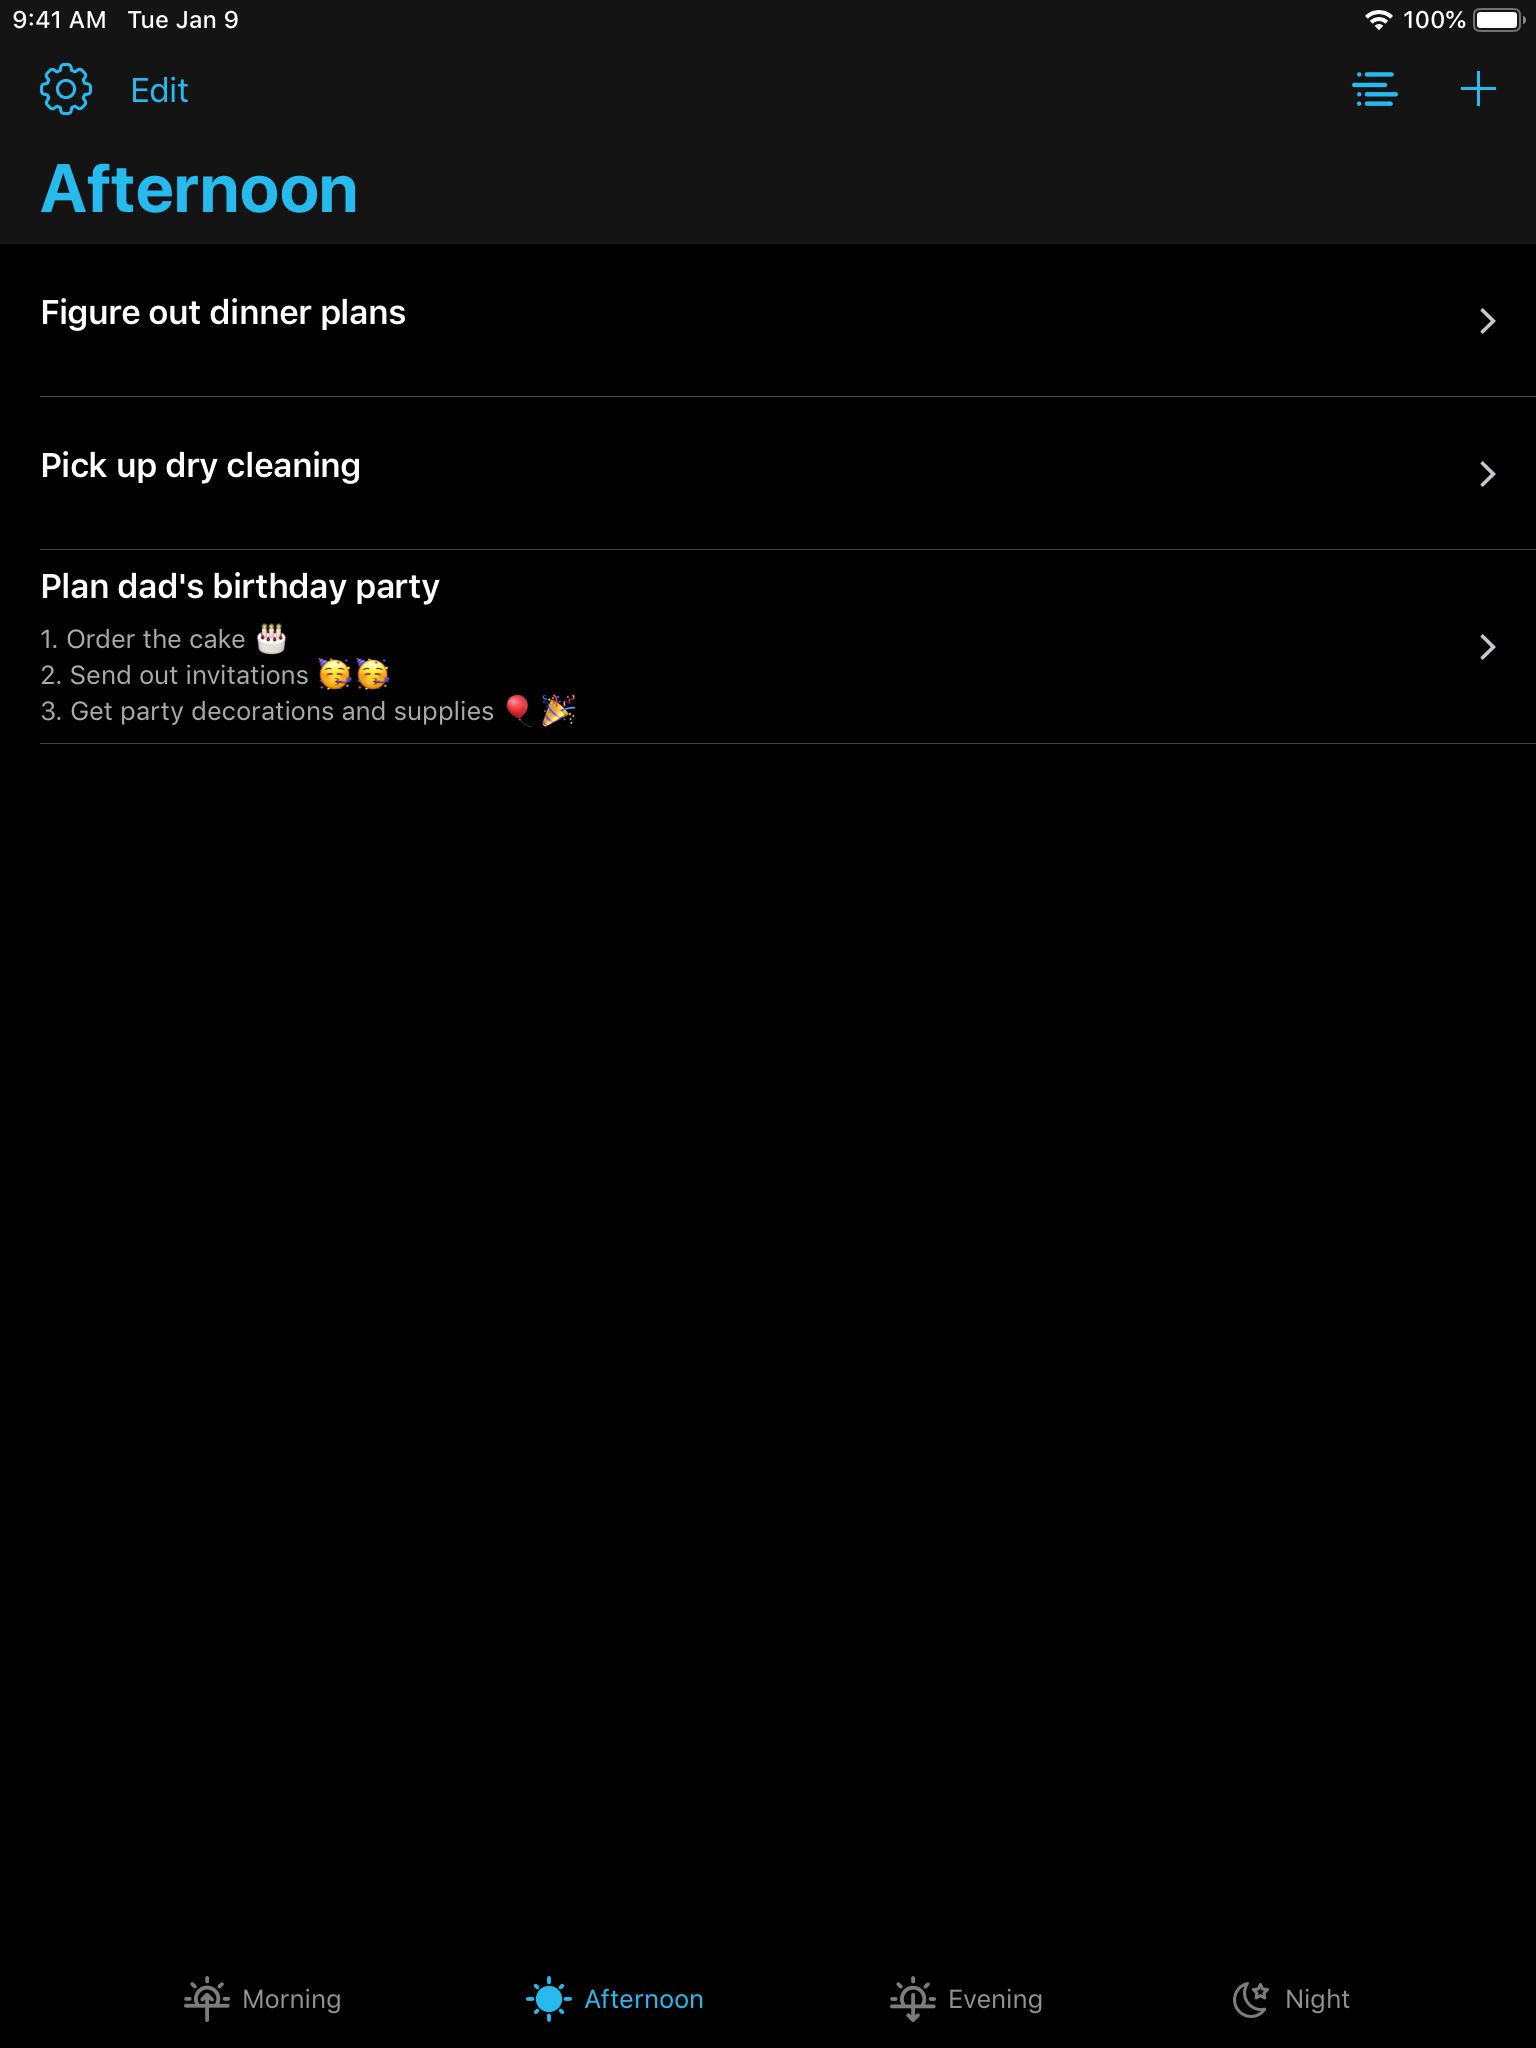 9:41 AM Tue Jan 9 100%
Edit
Afternoon
Figure out dinner plans
Pick up dry cleaning
Plan dad's birthday party
1. Order the cake 🎂
2. Send out invitations 🥳🥳
3. Get party decorations and supplies 🎈🎉
Morning Afternoon Evening Night